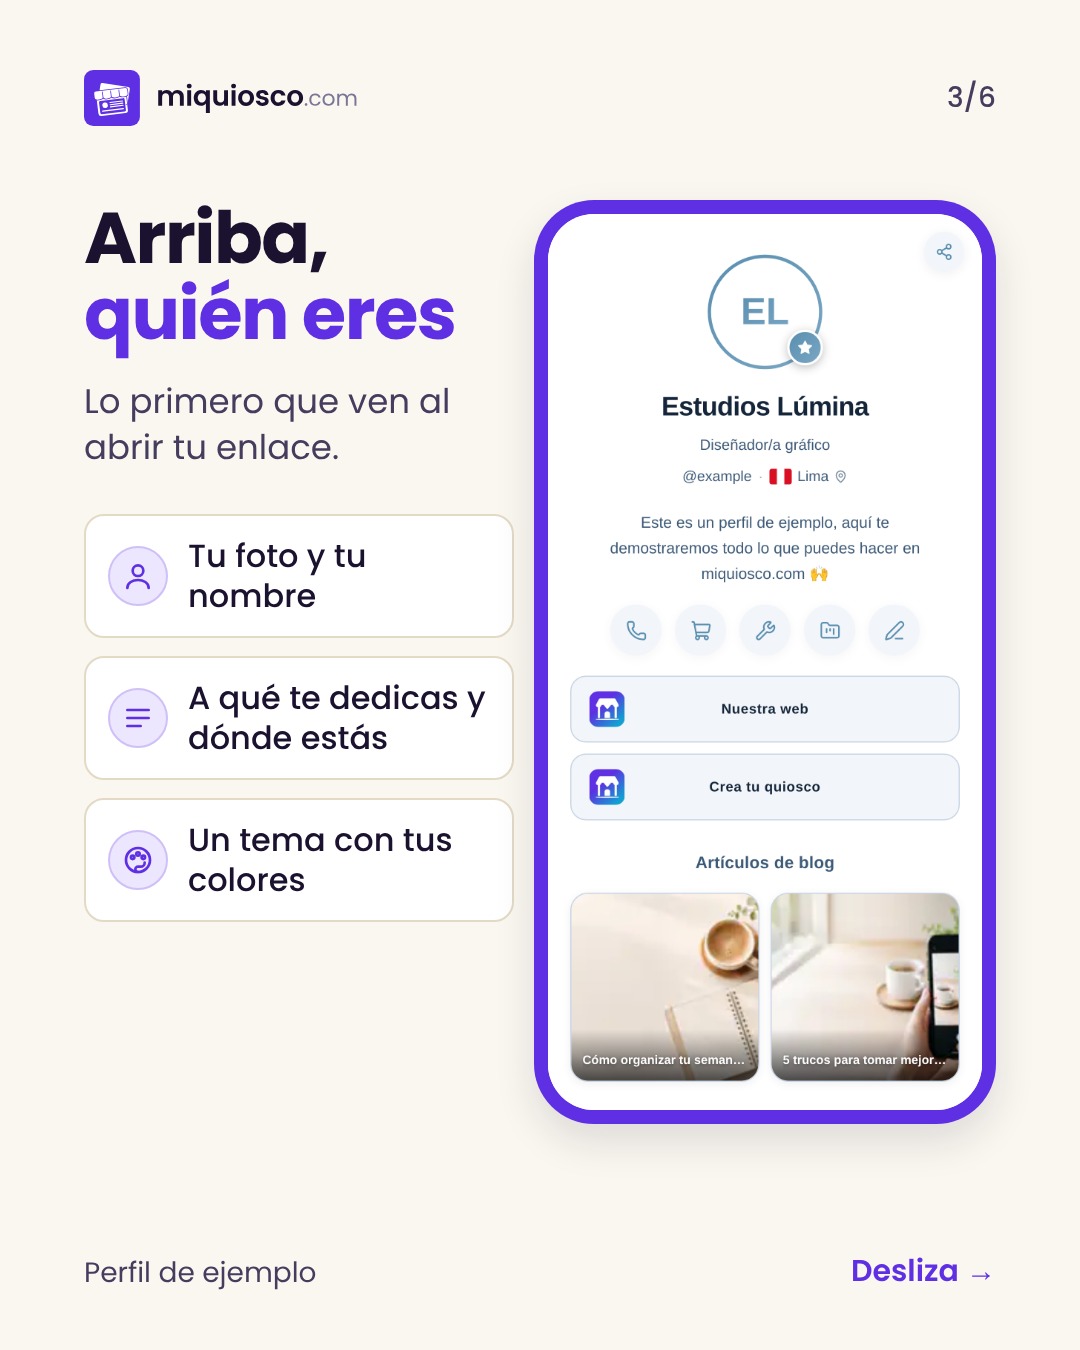 miquiosco.com
3/6
Arriba,
quién eres
Lo primero que ven al
abrir tu enlace.
Tu foto y tu
nombre
A qué te dedicas y
dónde estás
Un tema con tus
colores
EL
Estudios Lúmina
Diseñador/a gráfico
@example · Lima
Este es un perfil de ejemplo, aquí te
demostraremos todo lo que puedes hacer en
miquiosco.com 🙌
Nuestra web
Crea tu quiosco
Artículos de blog
Cómo organizar tu seman...
5 trucos para tomar mejor...
Perfil de ejemplo
Desliza →